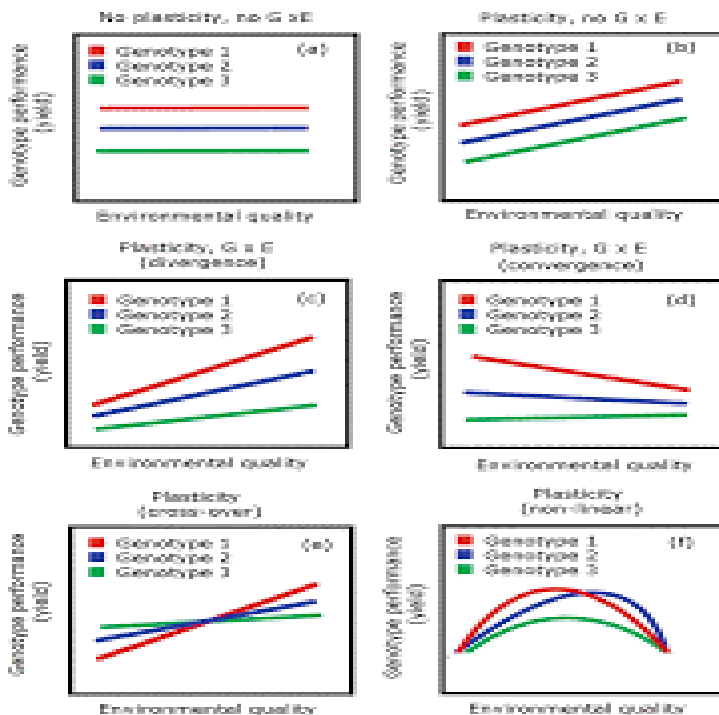 No plasticity, no G xE
Genotype 1
Genotype 2
Genotype 3
(a)
Genotype performance
(yield)
Environmental quality
Plasticity, no G x E
Genotype 1
Genotype 2
Genotype 3
(b)
Genotype performance
(yield)
Environmental quality
Plasticity, G x E
(divergence)
Genotype 1
Genotype 2
Genotype 3
(c)
Genotype performance
(yield)
Environmental quality
Plasticity, G x E
(convergence)
Genotype 1
Genotype 2
Genotype 3
(d)
Genotype performance
(yield)
Environmental quality
Plasticity
(cross-over)
Genotype 1
Genotype 2
Genotype 3
(e)
Genotype performance
(yield)
Environmental quality
Plasticity
(non-linear)
Genotype 1
Genotype 2
Genotype 3
(f)
Genotype performance
(yield)
Environmental quality